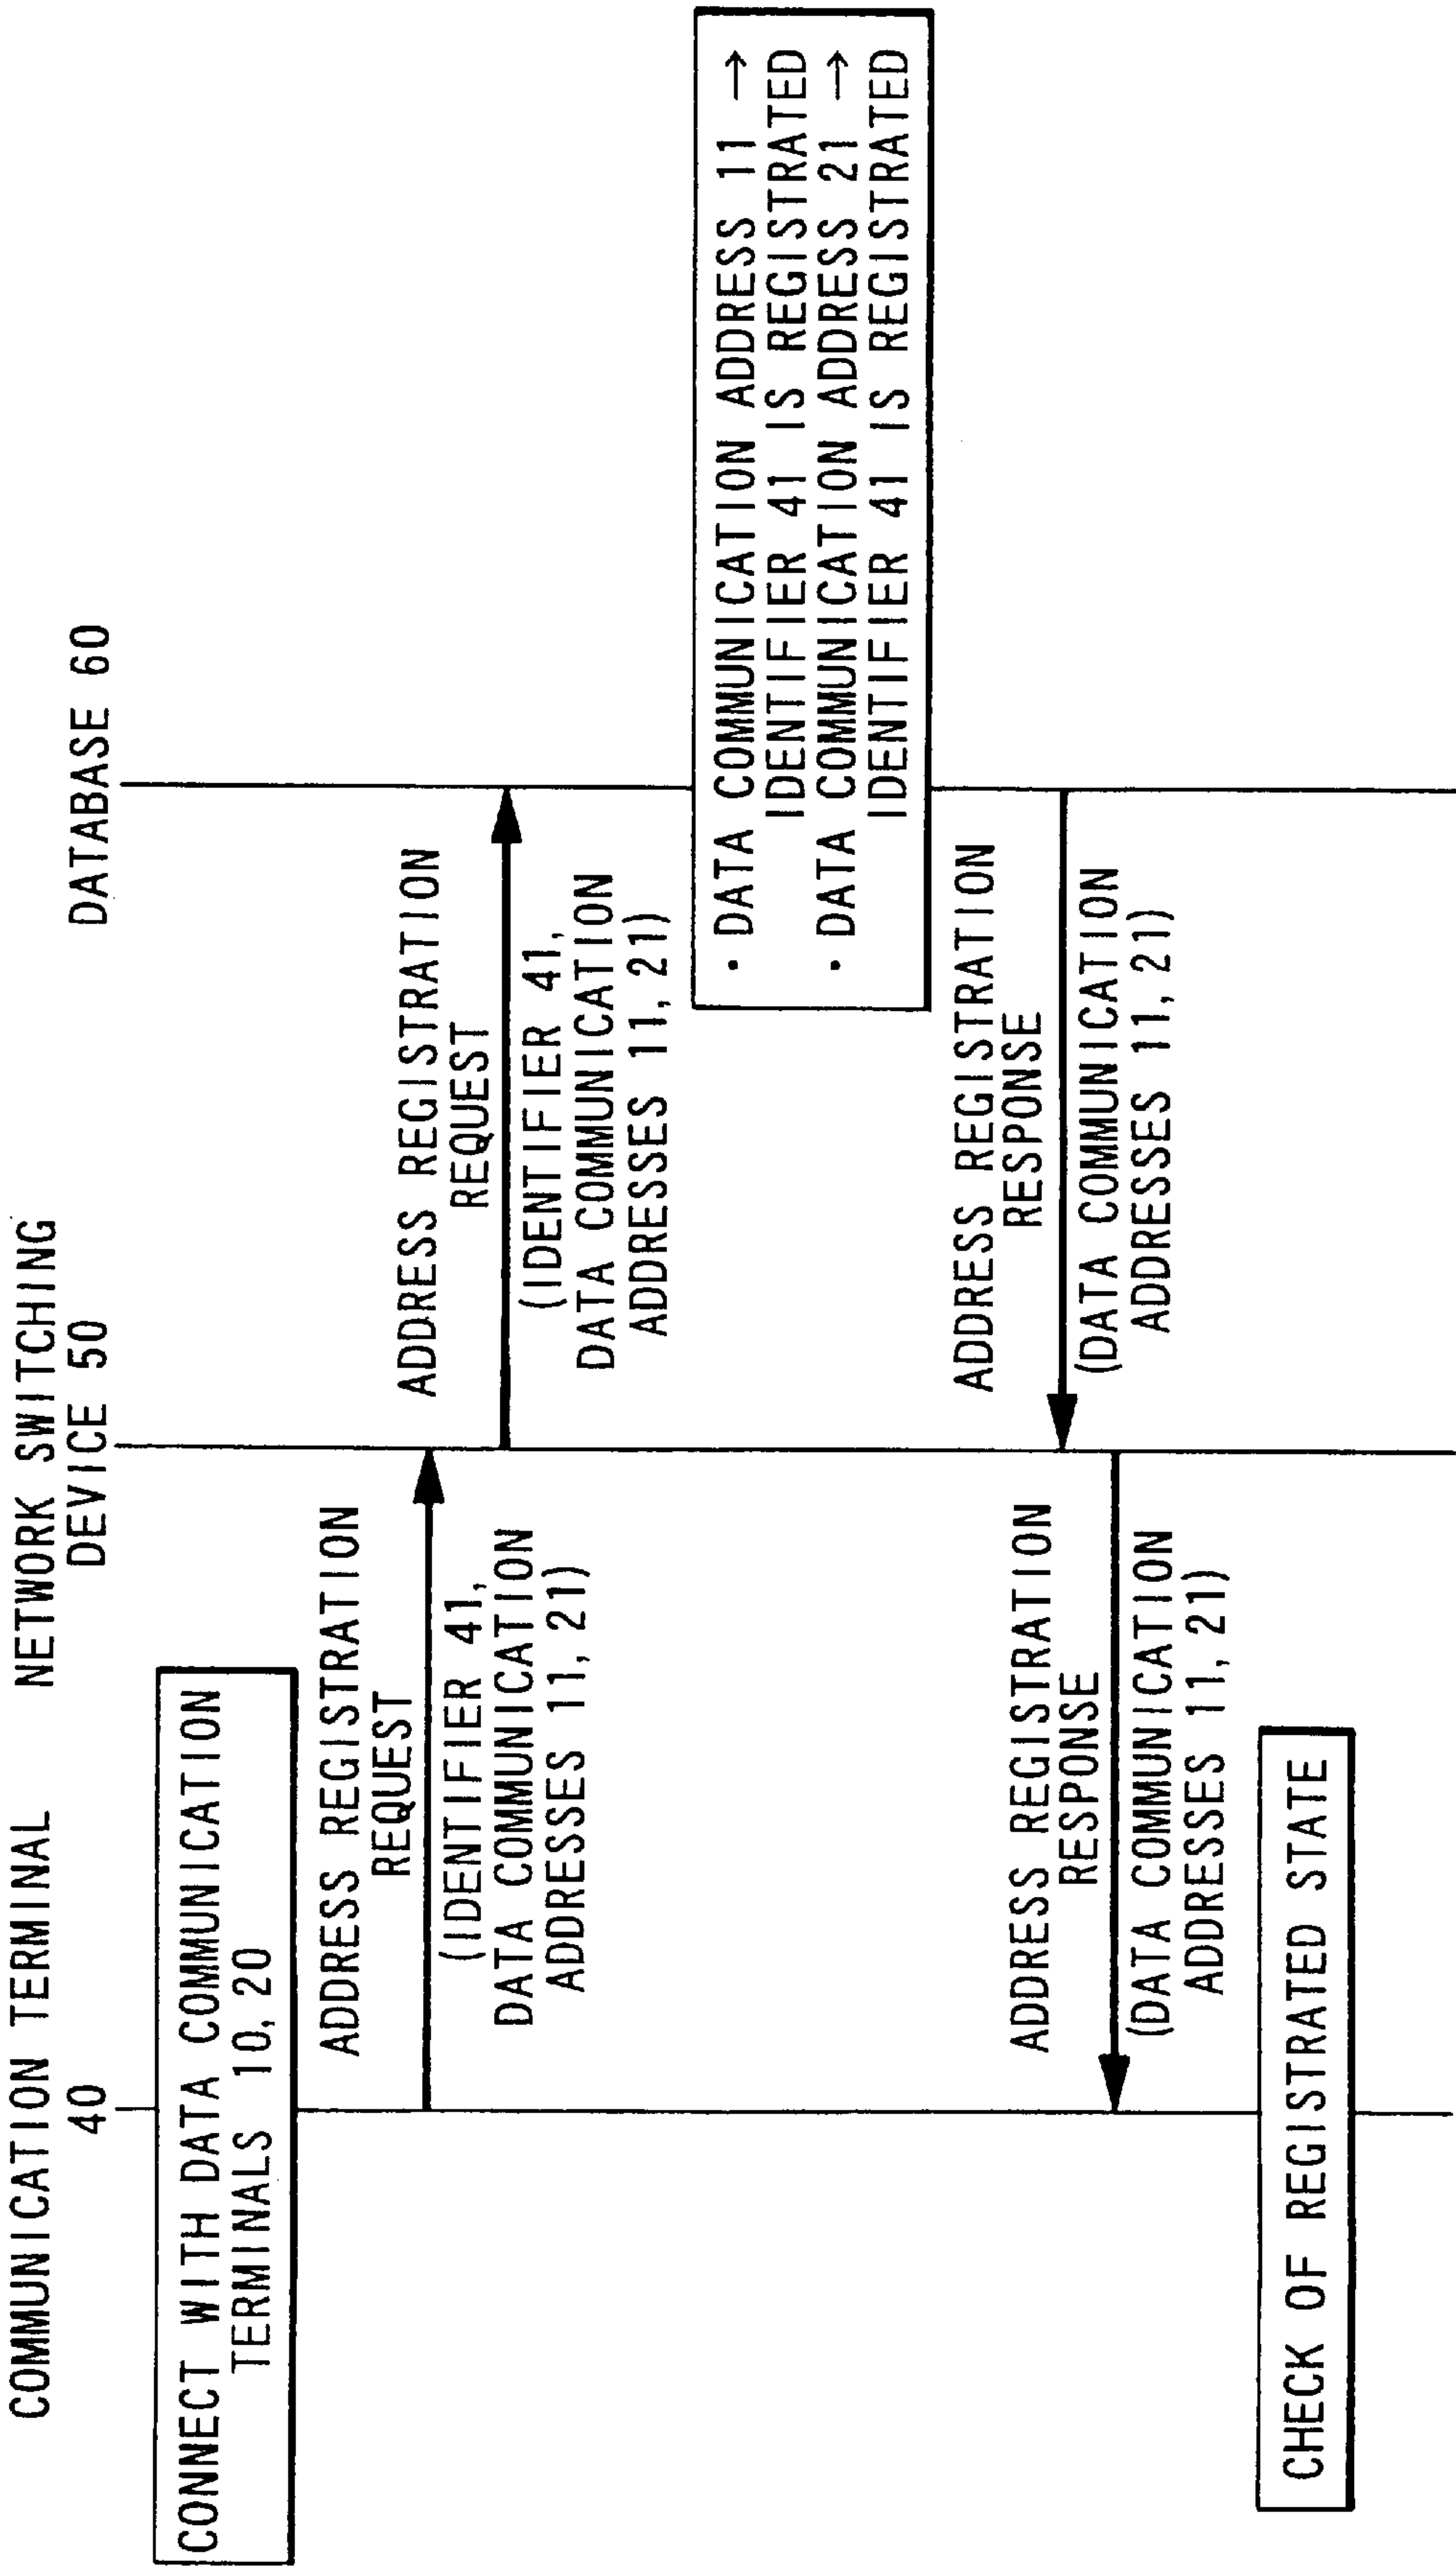 COMMUNICATION TERMINAL
40
NETWORK SWITCHING
DEVICE 50
DATABASE 60
CONNECT WITH DATA COMMUNICATION
TERMINALS 10, 20
ADDRESS REGISTRATION
REQUEST
(IDENTIFIER 41,
DATA COMMUNICATION
ADDRESSES 11, 21)
ADDRESS REGISTRATION
REQUEST
(IDENTIFIER 41,
DATA COMMUNICATION
ADDRESSES 11, 21)
• DATA COMMUNICATION ADDRESS 11 →
IDENTIFIER 41 IS REGISTRATED
• DATA COMMUNICATION ADDRESS 21 →
IDENTIFIER 41 IS REGISTRATED
ADDRESS REGISTRATION
RESPONSE
(DATA COMMUNICATION
ADDRESSES 11, 21)
ADDRESS REGISTRATION
RESPONSE
(DATA COMMUNICATION
ADDRESSES 11, 21)
CHECK OF REGISTRATED STATE